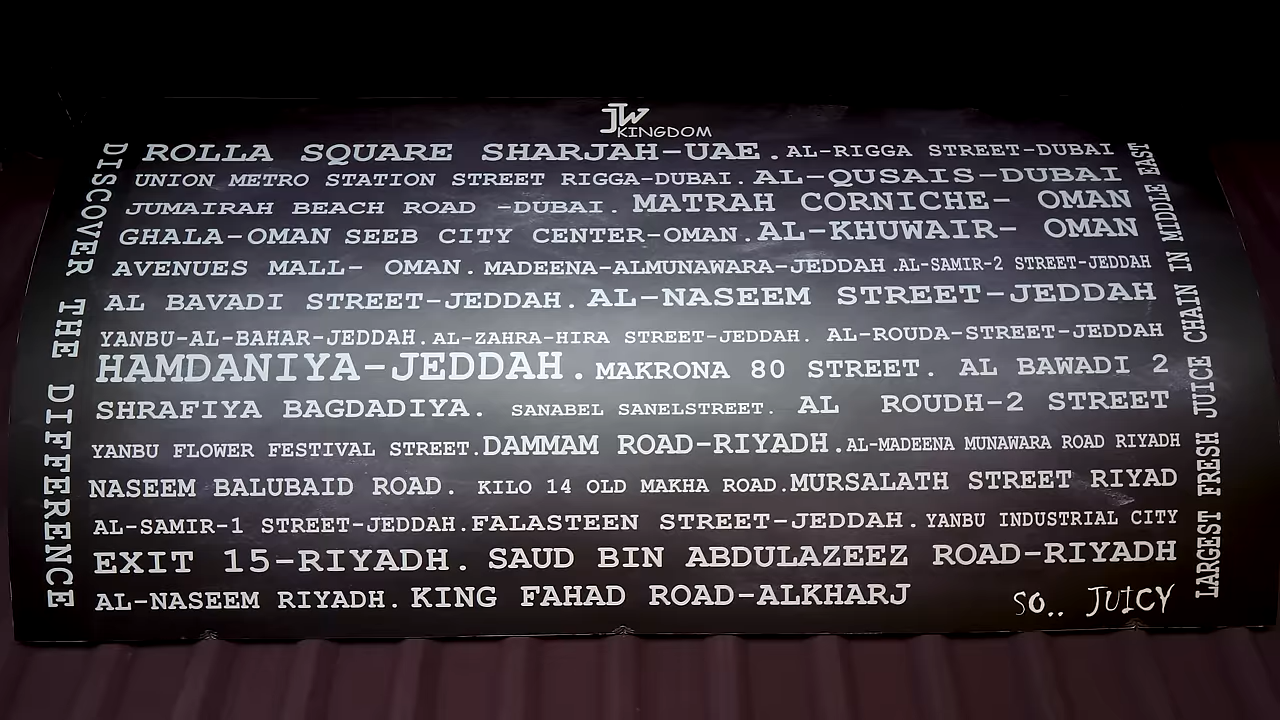 JW
KINGDOM
ROLLA SQUARE SHARJAH-UAE. AL-RIGGA STREET-DUBAI
UNION METRO STATION STREET RIGGA-DUBAI. AL-QUSAIS-DUBAI
JUMAIRAH BEACH ROAD -DUBAI. MATRAH CORNICHE- OMAN
GHALA-OMAN SEEB CITY CENTER-OMAN. AL-KHUWAIR- OMAN
AVENUES MALL- OMAN. MADEENA-ALMUNAWARA-JEDDAH. AL-SAMIR-2 STREET-JEDDAH
AL BAVADI STREET-JEDDAH. AL-NASEEM STREET-JEDDAH
YANBU-AL-BAHAR-JEDDAH. AL-ZAHRA-HIRA STREET-JEDDAH. AL-ROUDA-STREET-JEDDAH
HAMDANIYA-JEDDAH. MAKRONA 80 STREET. AL BAWADI 2
SHRAFIYA BAGDADIYA. SANABEL SANELSTREET. AL ROUDH-2 STREET
YANBU FLOWER FESTIVAL STREET. DAMMAM ROAD-RIYADH. AL-MADEENA MUNAWARA ROAD RIYADH
NASEEM BALUBAID ROAD. KILO 14 OLD MAKHA ROAD. MURSALATH STREET RIYAD
AL-SAMIR-1 STREET-JEDDAH. FALASTEEN STREET-JEDDAH. YANBU INDUSTRIAL CITY
EXIT 15-RIYADH. SAUD BIN ABDULAZEEZ ROAD-RIYADH
AL-NASEEM RIYADH. KING FAHAD ROAD-ALKHARJ
SO.. JUICY
DISCOVER THE DIFFERENCE
LARGEST FRESH JUICE CHAIN IN MIDDLE EAST